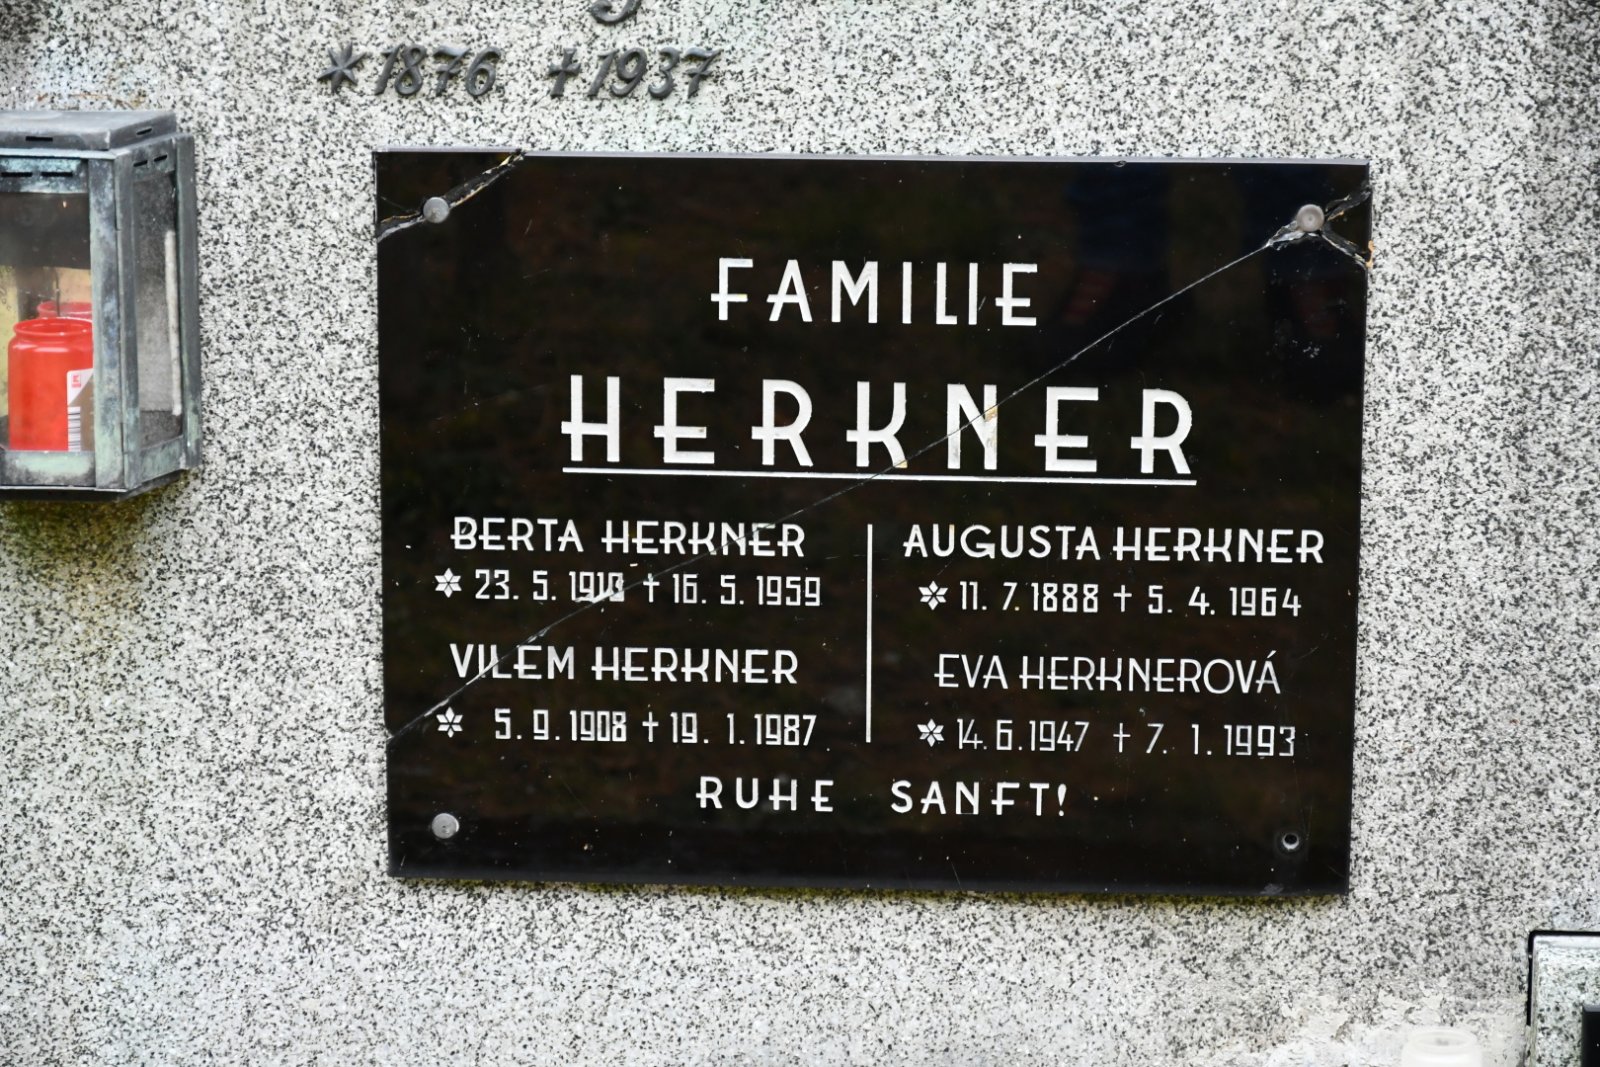 * 1876 † 1937
FAMILIE
HERKNER
BERTA HERKNER
* 23. 5. 1910 † 16. 5. 1959
VILEM HERKNER
* 5. 9. 1908 † 19. 1. 1987
AUGUSTA HERKNER
* 11. 7. 1888 † 5. 4. 1964
EVA HERKNEROVÁ
* 14. 6. 1947 † 7. 1. 1993
RUHE SANFT!